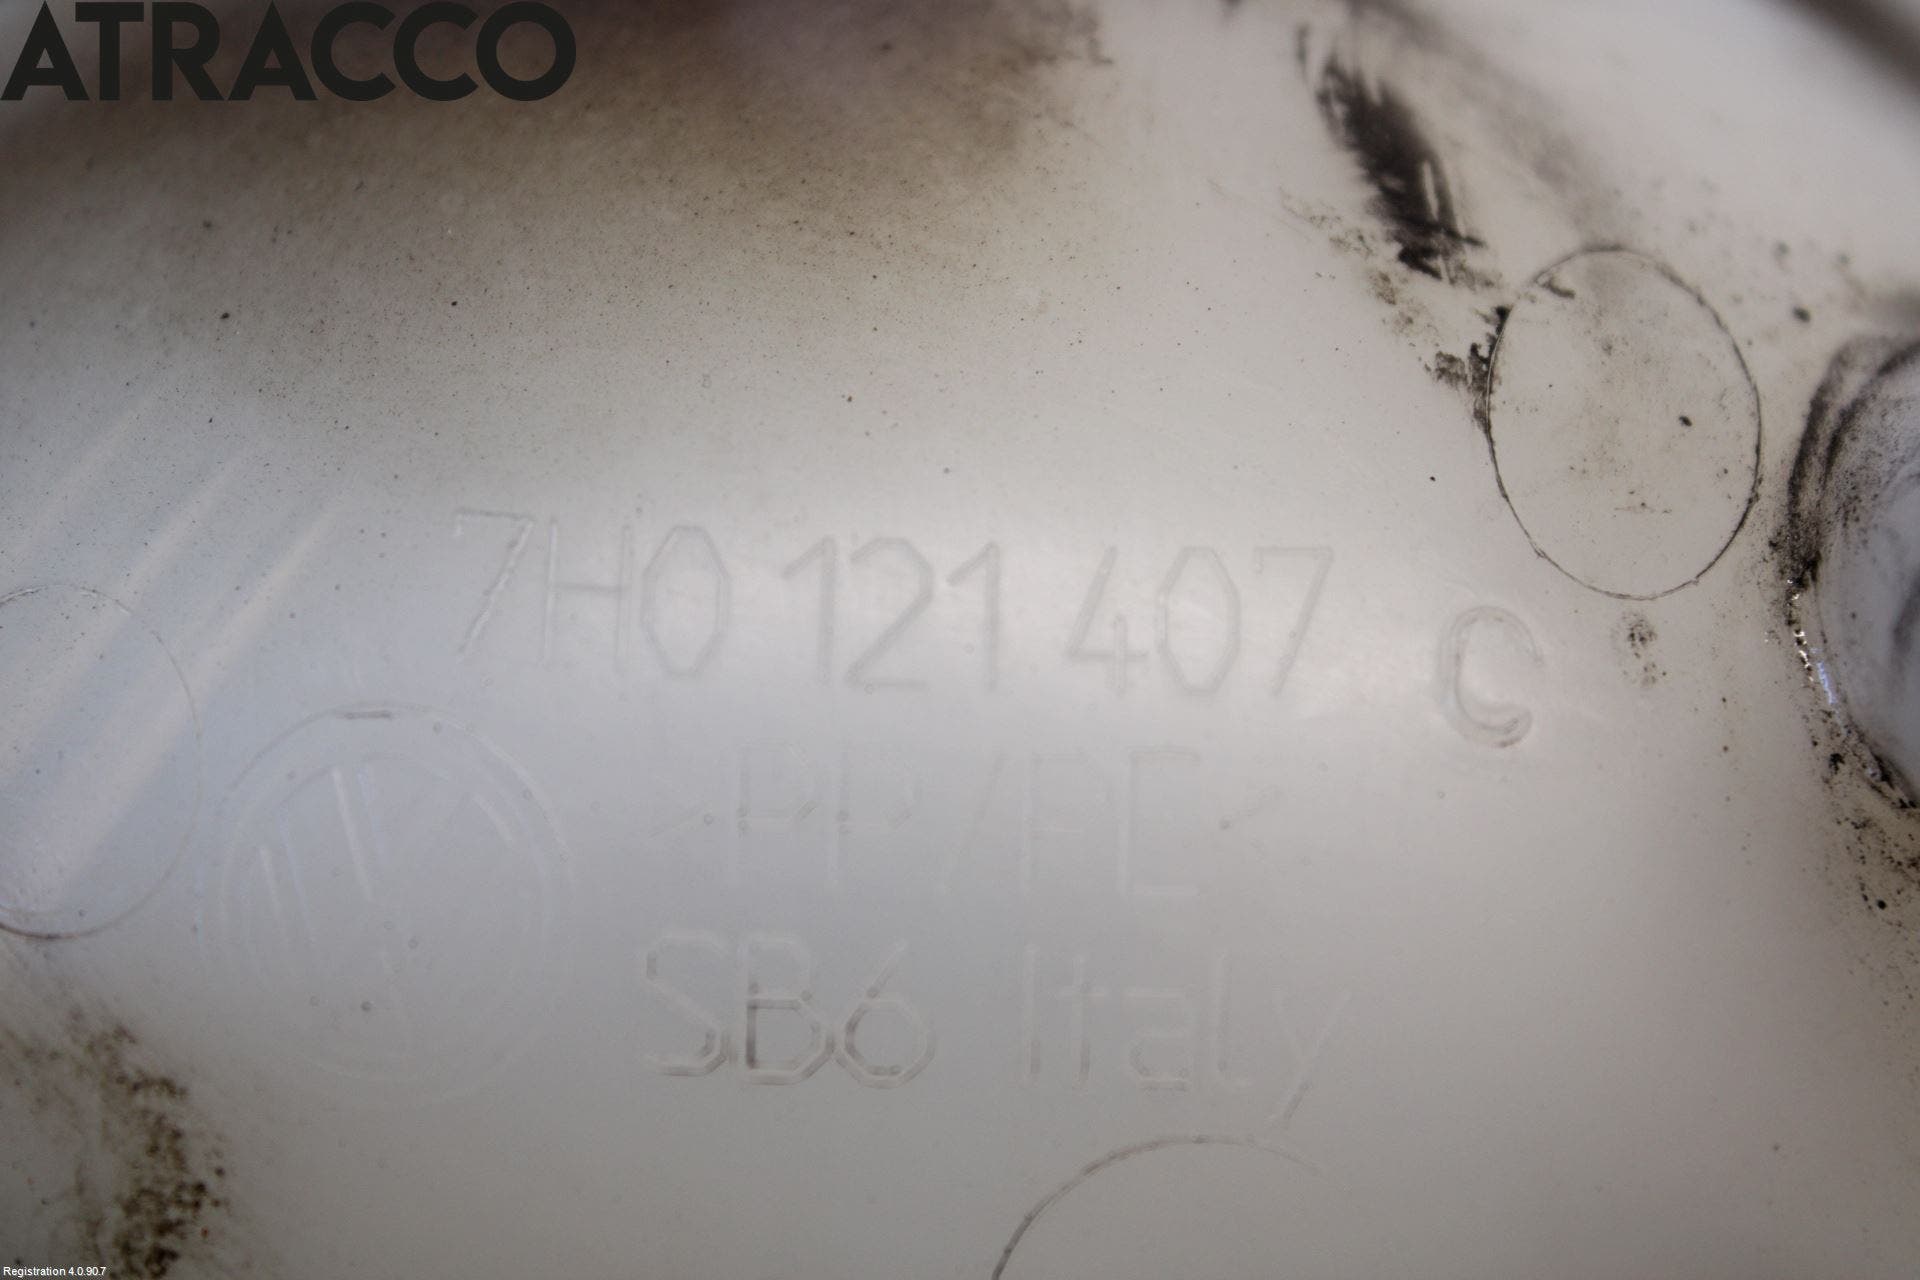 ATRACCO
7H0 121 407 C
>PP/PE<
SB6 Italy
Registration 4.0.90.7